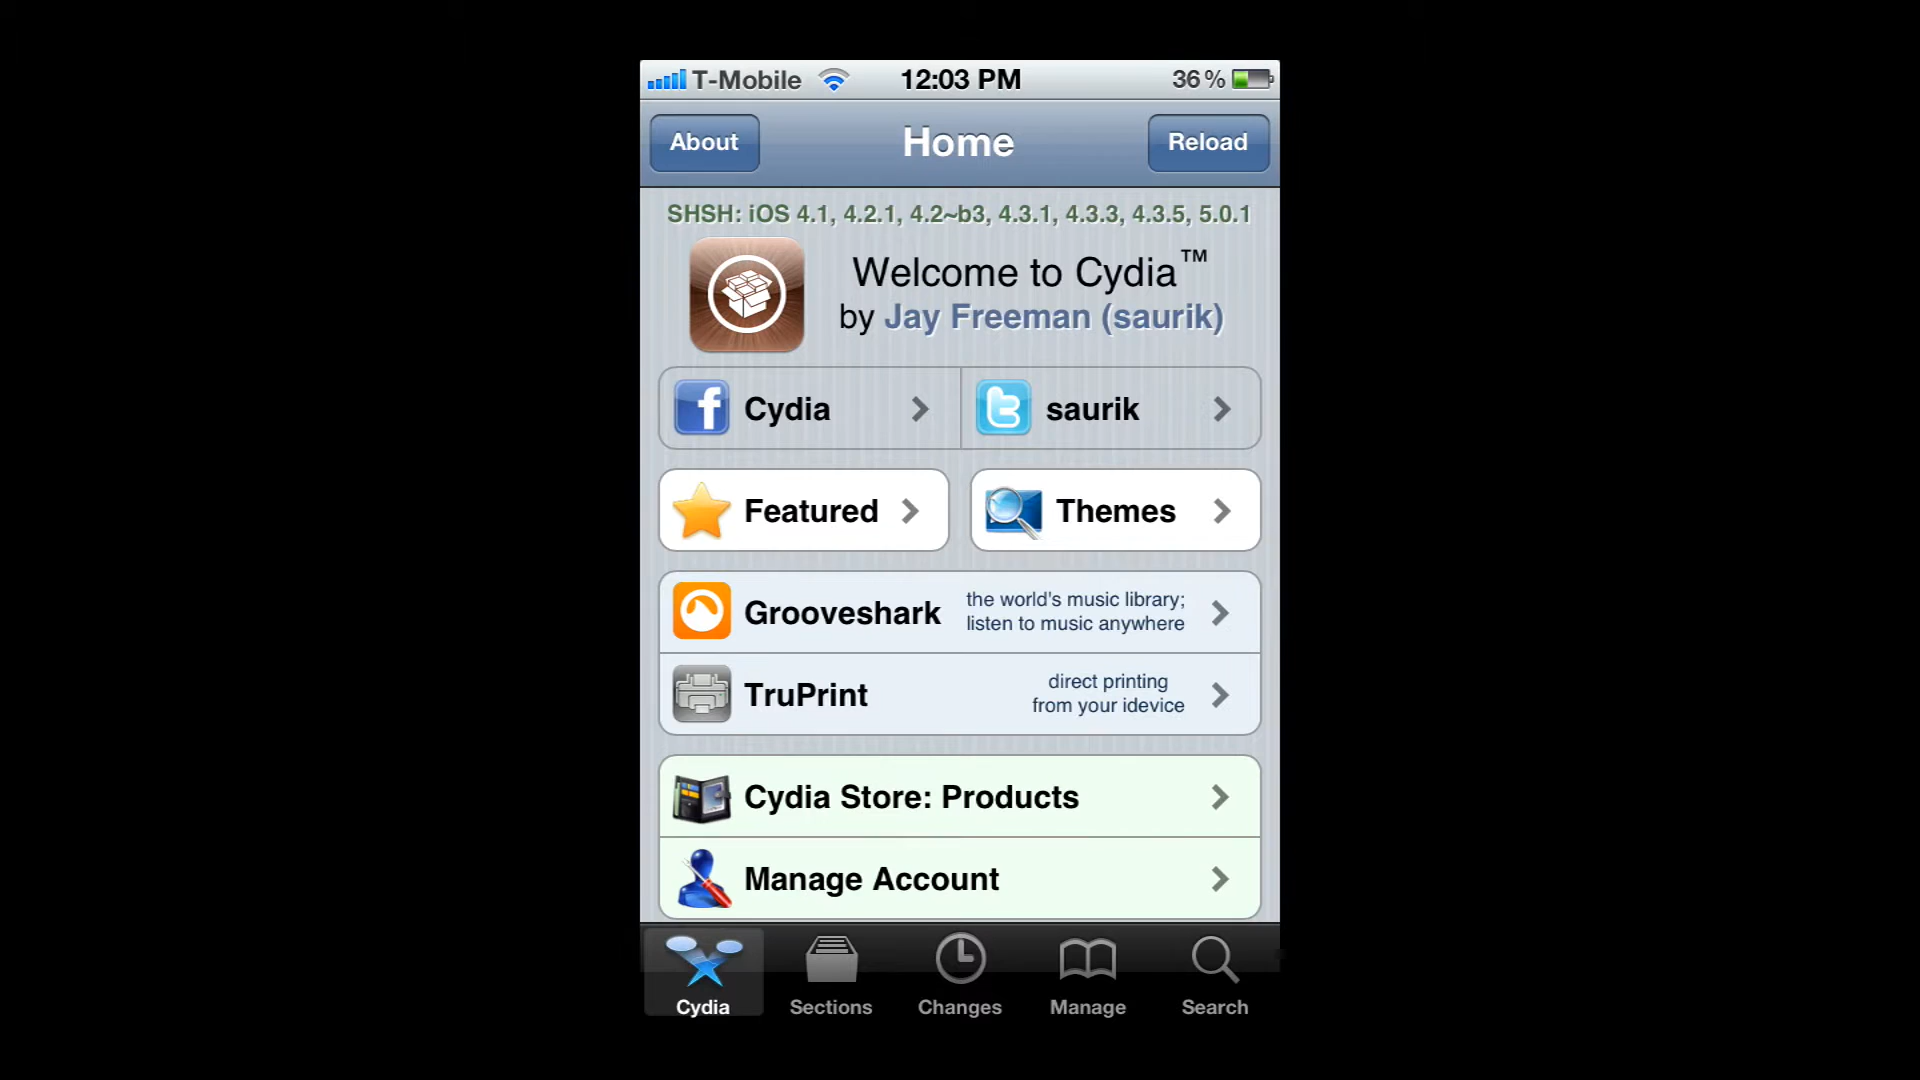 T-Mobile 12:03 PM 36%
About Home Reload
SHSH: iOS 4.1, 4.2.1, 4.2~b3, 4.3.1, 4.3.3, 4.3.5, 5.0.1
Welcome to Cydia™
by Jay Freeman (saurik)
Cydia saurik
Featured Themes
Grooveshark the world's music library;
listen to music anywhere
TruPrint direct printing
from your idevice
Cydia Store: Products
Manage Account
Cydia Sections Changes Manage Search